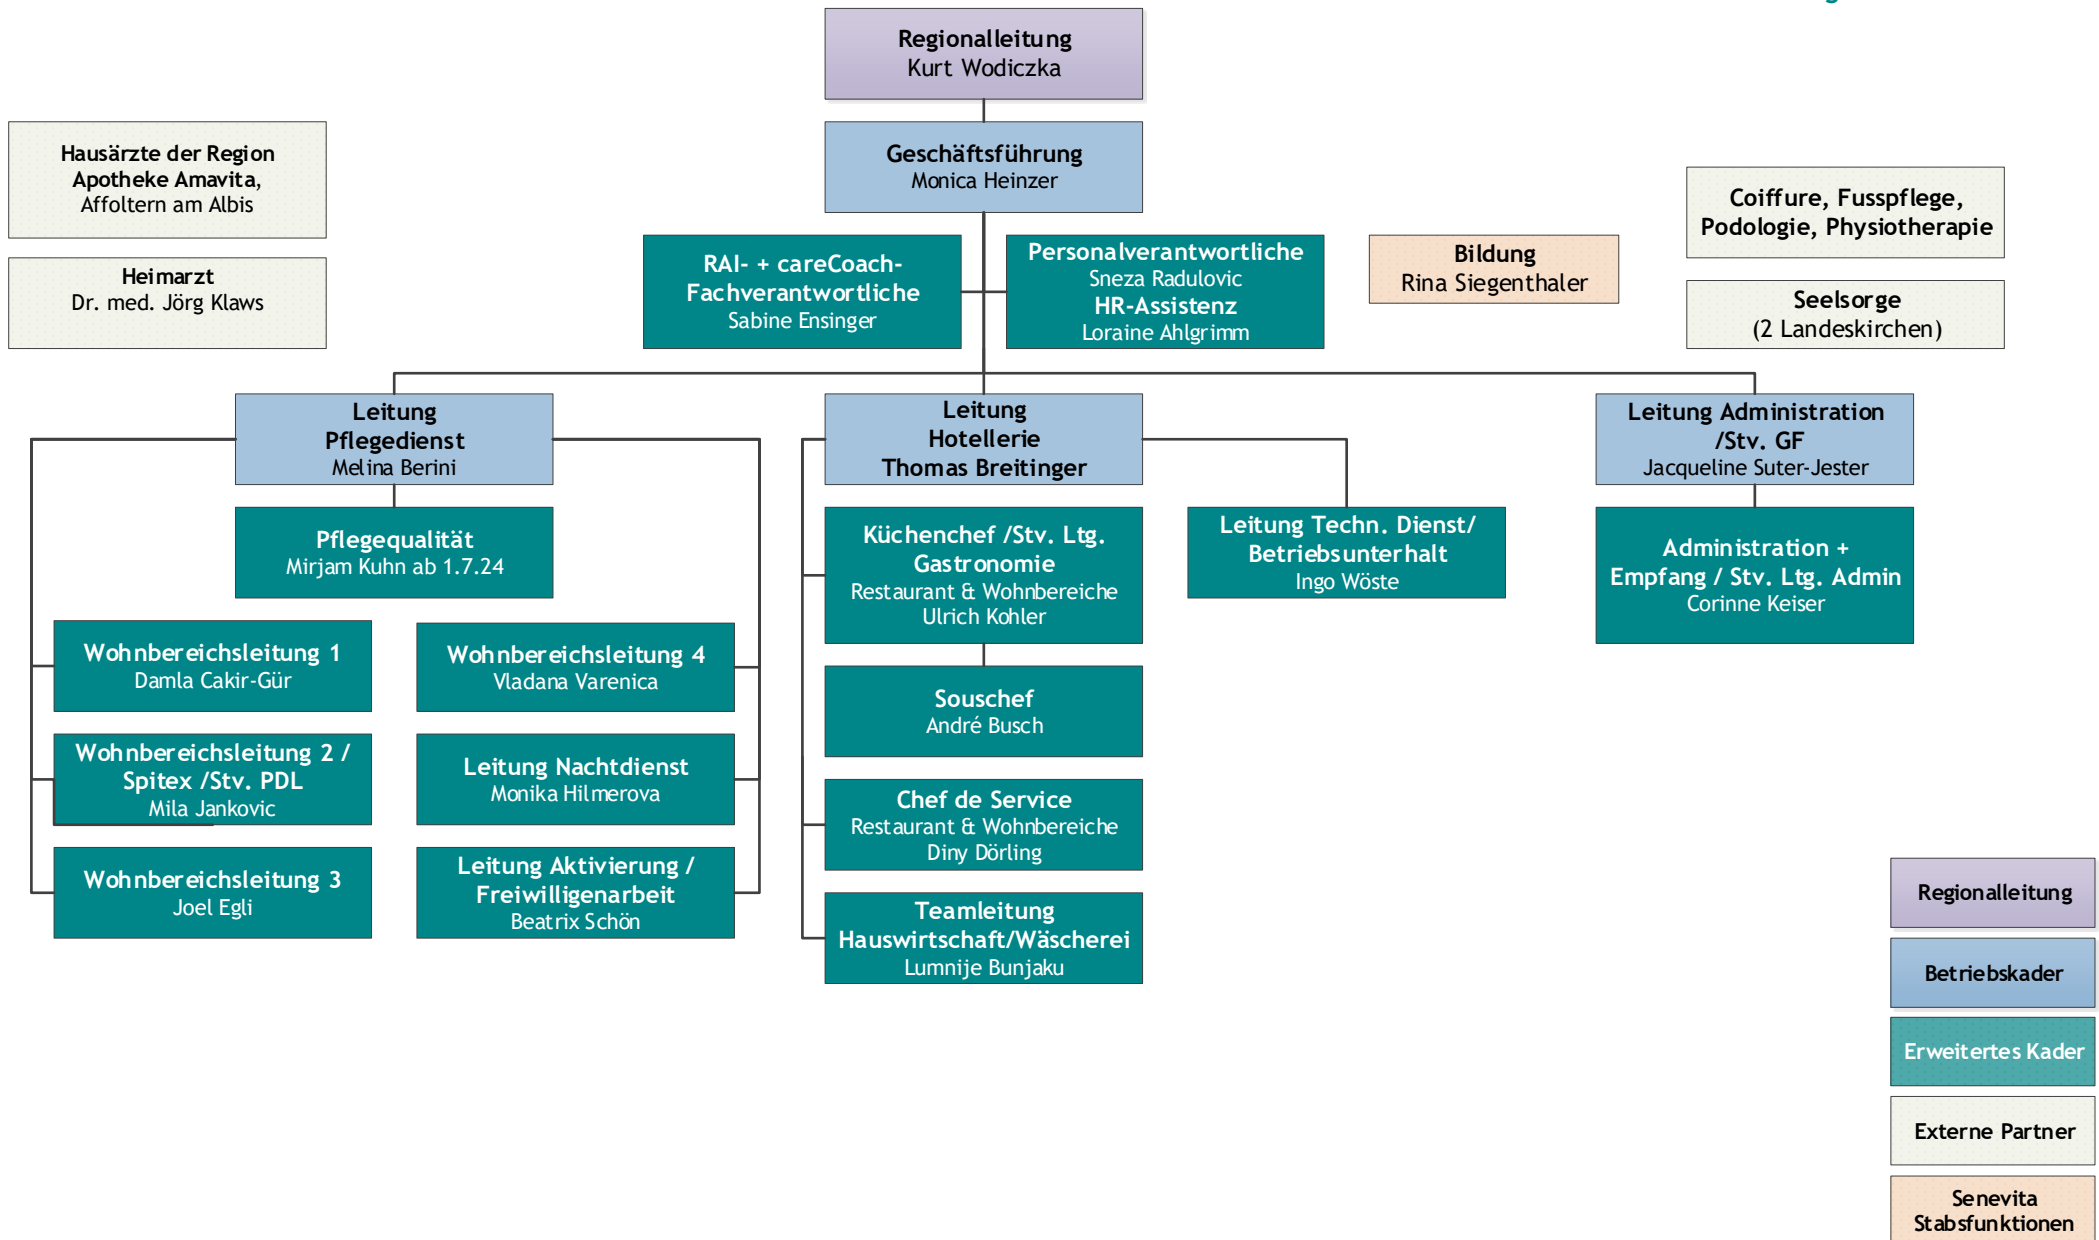 Regionalleitung
Kurt Wodiczka
Hausärzte der Region
Apotheke Amavita,
Affoltern am Albis
Geschäftsführung
Monica Heinzer
Coiffure, Fusspflege,
Podologie, Physiotherapie
Heimarzt
Dr. med. Jörg Klaws
RAI- + careCoach-
Fachverantwortliche
Sabine Ensinger
Personalverantwortliche
Sneza Radulovic
HR-Assistenz
Loraine Ahlgrimm
Bildung
Rina Siegenthaler
Seelsorge
(2 Landeskirchen)
Leitung
Pflegedienst
Melina Berini
Leitung
Hotellerie
Thomas Breitinger
Leitung Administration
/Stv. GF
Jacqueline Suter-Jester
Pflegequalität
Mirjam Kuhn ab 1.7.24
Küchenchef /Stv. Ltg.
Gastronomie
Restaurant & Wohnbereiche
Ulrich Kohler
Leitung Techn. Dienst/
Betriebsunterhalt
Ingo Wöste
Administration +
Empfang / Stv. Ltg. Admin
Corinne Keiser
Wohnbereichsleitung 1
Damla Cakir-Gür
Wohnbereichsleitung 4
Vladana Varenica
Souschef
André Busch
Wohnbereichsleitung 2 /
Spitex /Stv. PDL
Mila Jankovic
Leitung Nachtdienst
Monika Hilmerova
Chef de Service
Restaurant & Wohnbereiche
Diny Dörling
Wohnbereichsleitung 3
Joel Egli
Leitung Aktivierung /
Freiwilligenarbeit
Beatrix Schön
Teamleitung
Hauswirtschaft/Wäscherei
Lumnije Bunjaku
Regionalleitung
Betriebskader
Erweitertes Kader
Externe Partner
Senevita
Stabsfunktionen